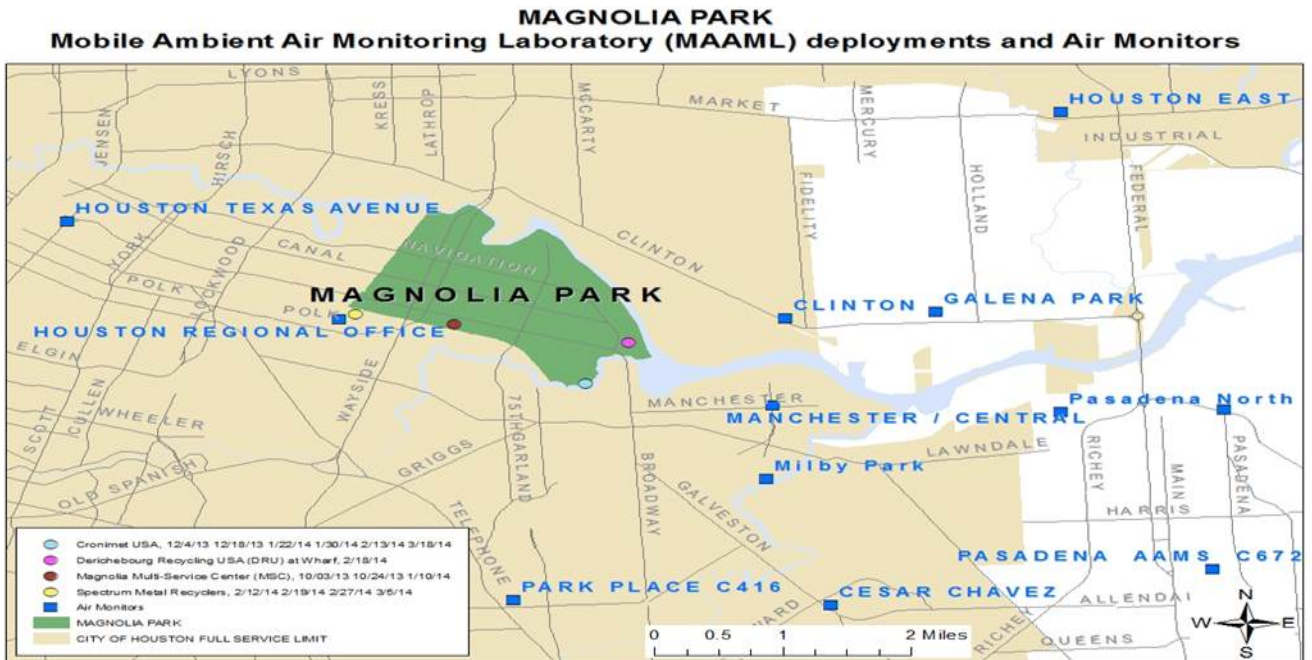 MAGNOLIA PARK
Mobile Ambient Air Monitoring Laboratory (MAAML) deployments and Air Monitors
LYONS
KRESS
LATHROP
MCCARTY
MARKET
MERCURY
HOUSTON EAST
INDUSTRIAL
JENSEN
HIRSCH
FIDELITY
HOLLAND
FEDERAL
HOUSTON TEXAS AVENUE
YORK
LOCKWOOD
CANAL
NAVIGATION
CLINTON
POLK
MAGNOLIA PARK
POLK
HOUSTON REGIONAL OFFICE
CLINTON
GALENA PARK
ELGIN
SCOTT
CULLEN
WHEELER
WAYSIDE
75THGARLAND
MANCHESTER
MANCHESTER / CENTRAL
Pasadena North
OLD SPANISH
GRIGGS
BROADWAY
LAWNDALE
Milby Park
RICHEY
MAIN
PASADENA
TELEPHONE
GALVESTON
HARRIS
PASADENA AAMS C672
PARK PLACE C416
CESAR CHAVEZ
ALLENDAI
WARD
RICHEY
QUEENS
Cronimet USA, 12/4/13 12/18/13 1/22/14 1/30/14 2/13/14 3/18/14
Derichebourg Recycling USA (DRU) at Wharf, 2/18/14
Magnolia Multi-Service Center (MSC), 10/03/13 10/24/13 1/10/14
Spectrum Metal Recyclers, 2/12/14 2/19/14 2/27/14 3/5/14
Air Monitors
MAGNOLIA PARK
CITY OF HOUSTON FULL SERVICE LIMIT
0 0.5 1 2 Miles
N
W E
S